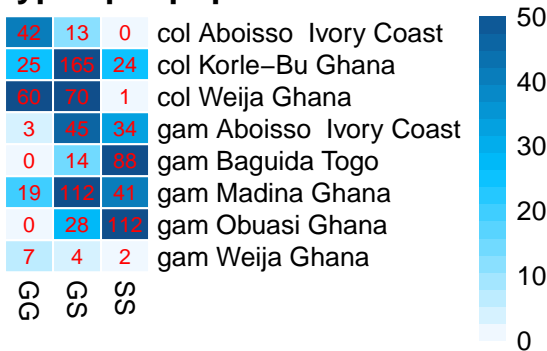 42 13 0 col Aboisso Ivory Coast
25 165 24 col Korle−Bu Ghana
60 70 1 col Weija Ghana
3 45 34 gam Aboisso Ivory Coast
0 14 88 gam Baguida Togo
19 112 41 gam Madina Ghana
0 28 112 gam Obuasi Ghana
7 4 2 gam Weija Ghana
GG GS SS
50
40
30
20
10
0